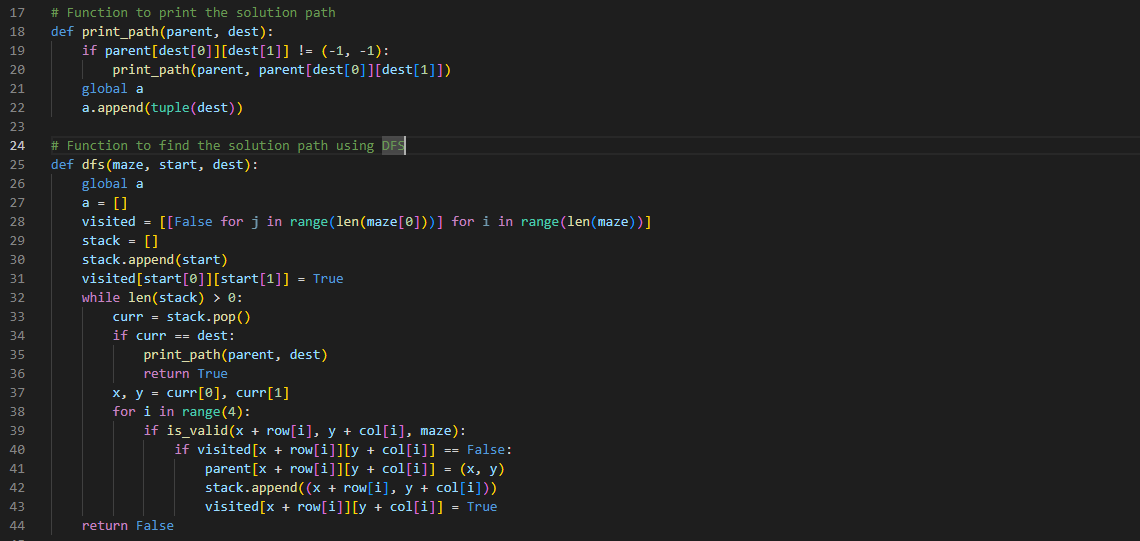 17 # Function to print the solution path
18 def print_path(parent, dest):
19     if parent[dest[0]][dest[1]] != (-1, -1):
20         print_path(parent, parent[dest[0]][dest[1]])
21     global a
22     a.append(tuple(dest))
23
24 # Function to find the solution path using DFS
25 def dfs(maze, start, dest):
26     global a
27     a = []
28     visited = [[False for j in range(len(maze[0]))] for i in range(len(maze))]
29     stack = []
30     stack.append(start)
31     visited[start[0]][start[1]] = True
32     while len(stack) > 0:
33         curr = stack.pop()
34         if curr == dest:
35             print_path(parent, dest)
36             return True
37         x, y = curr[0], curr[1]
38         for i in range(4):
39             if is_valid(x + row[i], y + col[i], maze):
40                 if visited[x + row[i]][y + col[i]] == False:
41                     parent[x + row[i]][y + col[i]] = (x, y)
42                     stack.append((x + row[i], y + col[i]))
43                     visited[x + row[i]][y + col[i]] = True
44     return False